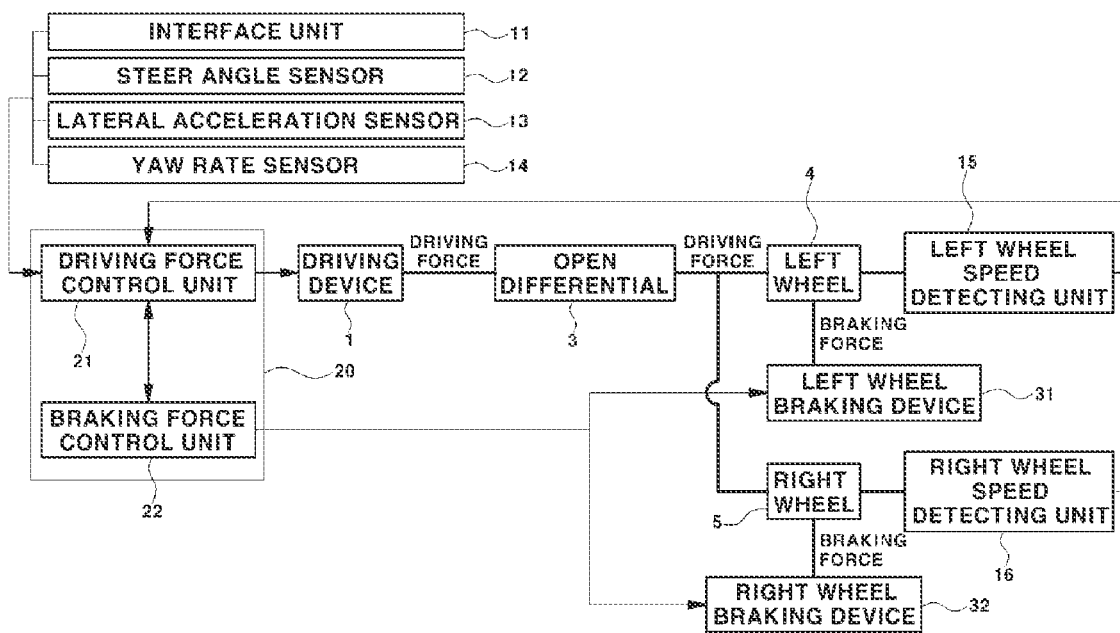 INTERFACE UNIT
11
STEER ANGLE SENSOR
12
LATERAL ACCELERATION SENSOR
13
YAW RATE SENSOR
14
DRIVING FORCE
CONTROL UNIT
21
BRAKING FORCE
CONTROL UNIT
22
20
DRIVING
DEVICE
1
DRIVING
FORCE
OPEN
DIFFERENTIAL
3
DRIVING
FORCE
4
LEFT
WHEEL
15
LEFT WHEEL
SPEED
DETECTING UNIT
BRAKING
FORCE
LEFT WHEEL
BRAKING DEVICE
31
RIGHT
WHEEL
5
RIGHT WHEEL
SPEED
DETECTING UNIT
16
BRAKING
FORCE
RIGHT WHEEL
BRAKING DEVICE
32